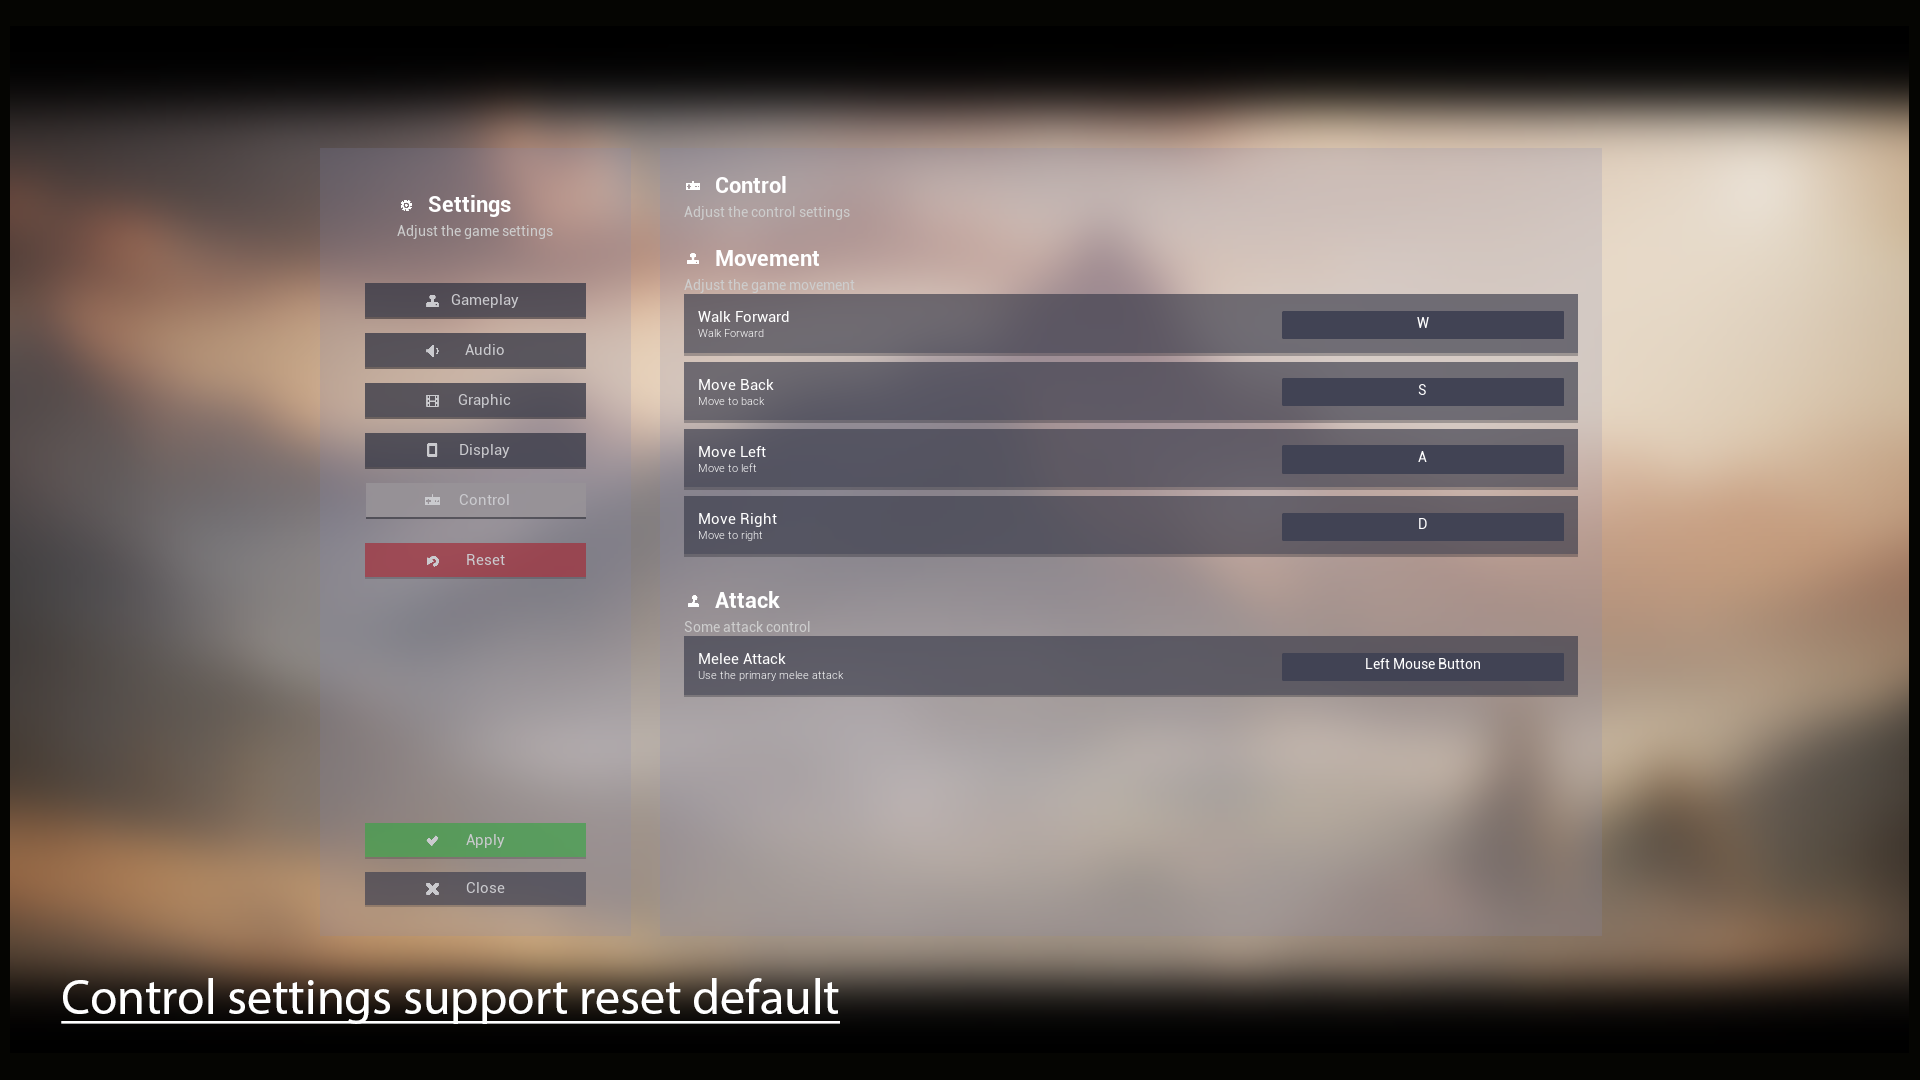 Settings
Adjust the game settings
Gameplay
Audio
Graphic
Display
Control
Reset
Apply
Close
Control
Adjust the control settings
Movement
Adjust the game movement
Walk Forward
Walk Forward
W
Move Back
Move to back
S
Move Left
Move to left
A
Move Right
Move to right
D
Attack
Some attack control
Melee Attack
Use the primary melee attack
Left Mouse Button
Control settings support reset default